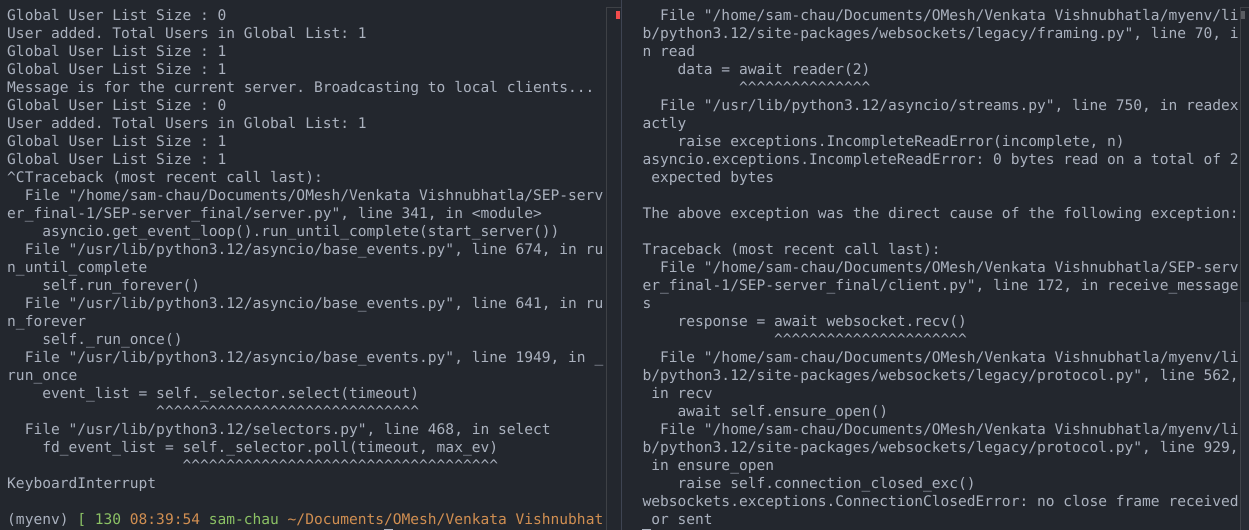 Global User List Size : 0
User added. Total Users in Global List: 1
Global User List Size : 1
Global User List Size : 1
Message is for the current server. Broadcasting to local clients...
Global User List Size : 0
User added. Total Users in Global List: 1
Global User List Size : 1
Global User List Size : 1
^CTraceback (most recent call last):
  File "/home/sam-chau/Documents/OMesh/Venkata Vishnubhatla/SEP-serv
er_final-1/SEP-server_final/server.py", line 341, in <module>
    asyncio.get_event_loop().run_until_complete(start_server())
  File "/usr/lib/python3.12/asyncio/base_events.py", line 674, in ru
n_until_complete
    self.run_forever()
  File "/usr/lib/python3.12/asyncio/base_events.py", line 641, in ru
n_forever
    self._run_once()
  File "/usr/lib/python3.12/asyncio/base_events.py", line 1949, in _
run_once
    event_list = self._selector.select(timeout)
                 ^^^^^^^^^^^^^^^^^^^^^^^^^^^^^^
  File "/usr/lib/python3.12/selectors.py", line 468, in select
    fd_event_list = self._selector.poll(timeout, max_ev)
                    ^^^^^^^^^^^^^^^^^^^^^^^^^^^^^^^^^^^^
KeyboardInterrupt

(myenv) [ 130 08:39:54 sam-chau ~/Documents/OMesh/Venkata Vishnubhat
  File "/home/sam-chau/Documents/OMesh/Venkata Vishnubhatla/myenv/li
b/python3.12/site-packages/websockets/legacy/framing.py", line 70, i
n read
    data = await reader(2)
           ^^^^^^^^^^^^^^^
  File "/usr/lib/python3.12/asyncio/streams.py", line 750, in readex
actly
    raise exceptions.IncompleteReadError(incomplete, n)
asyncio.exceptions.IncompleteReadError: 0 bytes read on a total of 2
 expected bytes

The above exception was the direct cause of the following exception:

Traceback (most recent call last):
  File "/home/sam-chau/Documents/OMesh/Venkata Vishnubhatla/SEP-serv
er_final-1/SEP-server_final/client.py", line 172, in receive_message
s
    response = await websocket.recv()
               ^^^^^^^^^^^^^^^^^^^^^^
  File "/home/sam-chau/Documents/OMesh/Venkata Vishnubhatla/myenv/li
b/python3.12/site-packages/websockets/legacy/protocol.py", line 562,
 in recv
    await self.ensure_open()
  File "/home/sam-chau/Documents/OMesh/Venkata Vishnubhatla/myenv/li
b/python3.12/site-packages/websockets/legacy/protocol.py", line 929,
 in ensure_open
    raise self.connection_closed_exc()
websockets.exceptions.ConnectionClosedError: no close frame received
 or sent